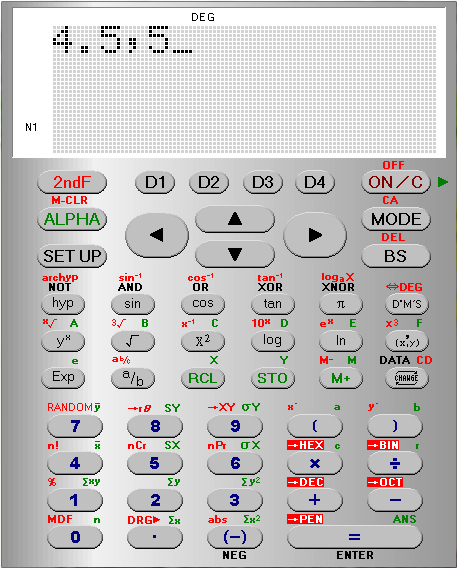 DEG
4.5,5_
N1
OFF
2ndF D1 D2 D3 D4 ON/C
M-CLR CA
ALPHA ◀ ▲ ▶ MODE
DEL
SET UP ▼ BS
archyp sin⁻¹ cos⁻¹ tan⁻¹ logₐX ⇔DEG
NOT AND OR XOR XNOR
hyp sin cos tan π D°M'S
ˣ√ A ³√ B x⁻¹ C 10ˣ D eˣ E x³ F
yˣ √ X² log ln (x,y)
e ab/c X Y M- M DATA CD
Exp a/b RCL STO M+ CHANGE
RANDOM ȳ →rθ SY →XY σY x' a y' b
7 8 9 ( )
n! x̄ nCr SX nPr σX →HEX c →BIN r
4 5 6 × ÷
% Σxy Σy Σy² →DEC →OCT
1 2 3 + −
MDF n DRG▶ Σx abs Σx² →PEN ANS
0 · (−) =
NEG ENTER